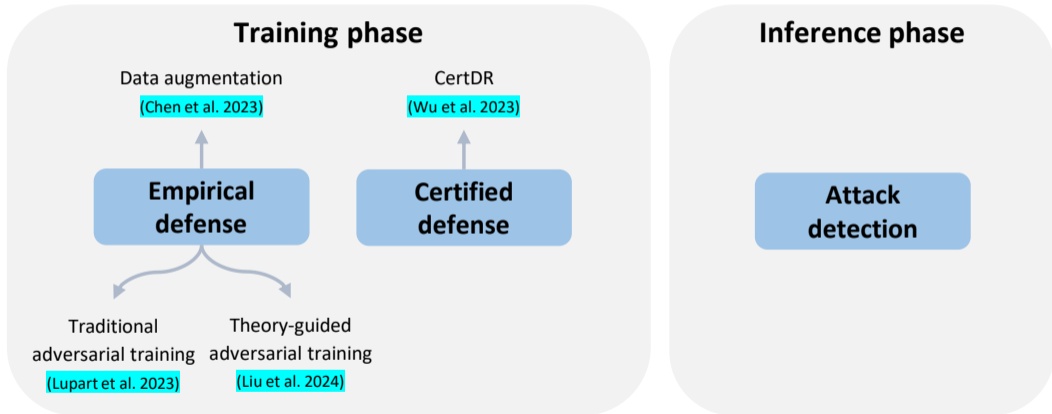 Training phase
Data augmentation
(Chen et al. 2023)
CertDR
(Wu et al. 2023)
Empirical
defense
Certified
defense
Traditional
adversarial training
(Lupart et al. 2023)
Theory-guided
adversarial training
(Liu et al. 2024)
Inference phase
Attack
detection